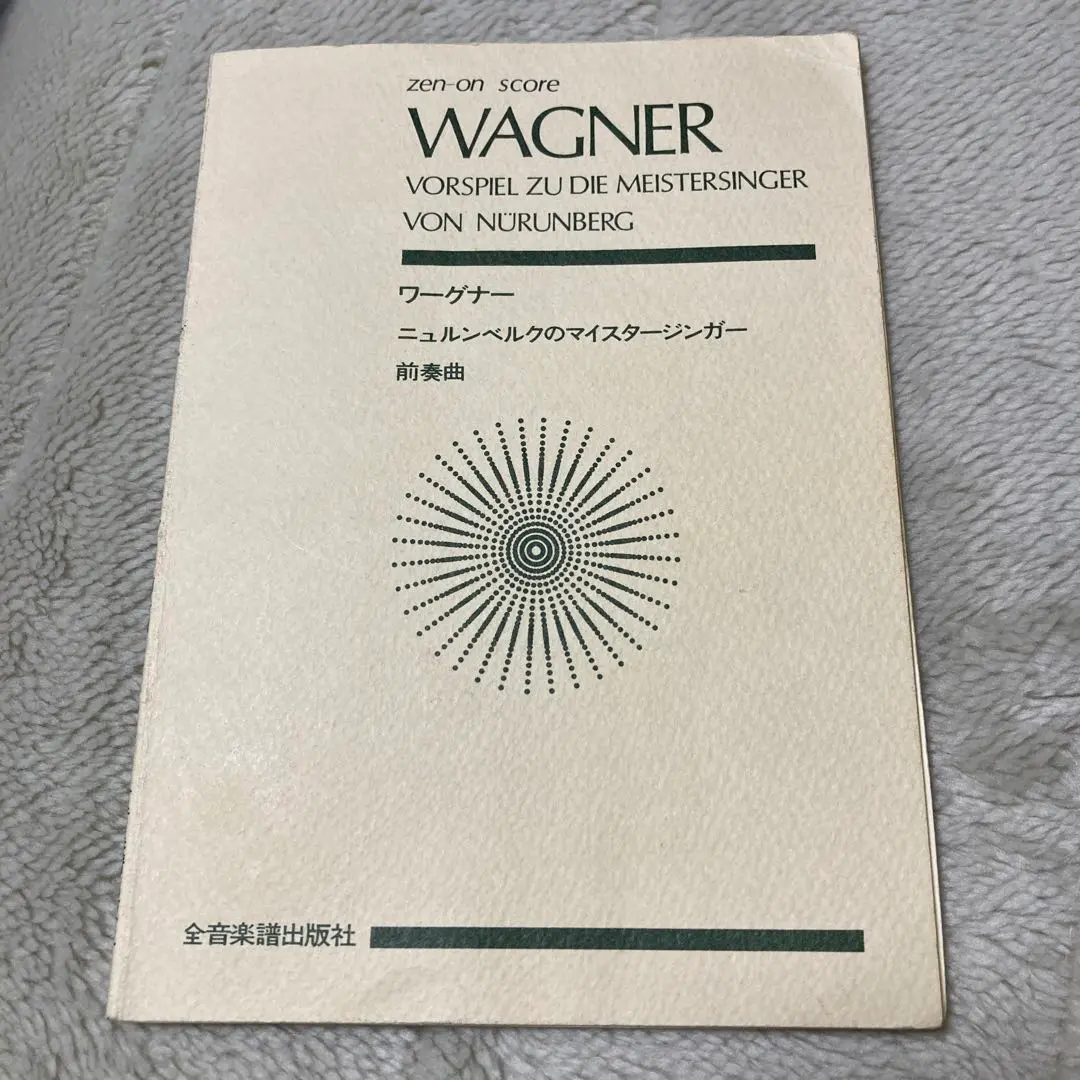 zen-on score
WAGNER
VORSPIEL ZU DIE MEISTERSINGER
VON NÜRUNBERG
ワーグナー
ニュルンベルクのマイスタージンガー
前奏曲
全音楽譜出版社